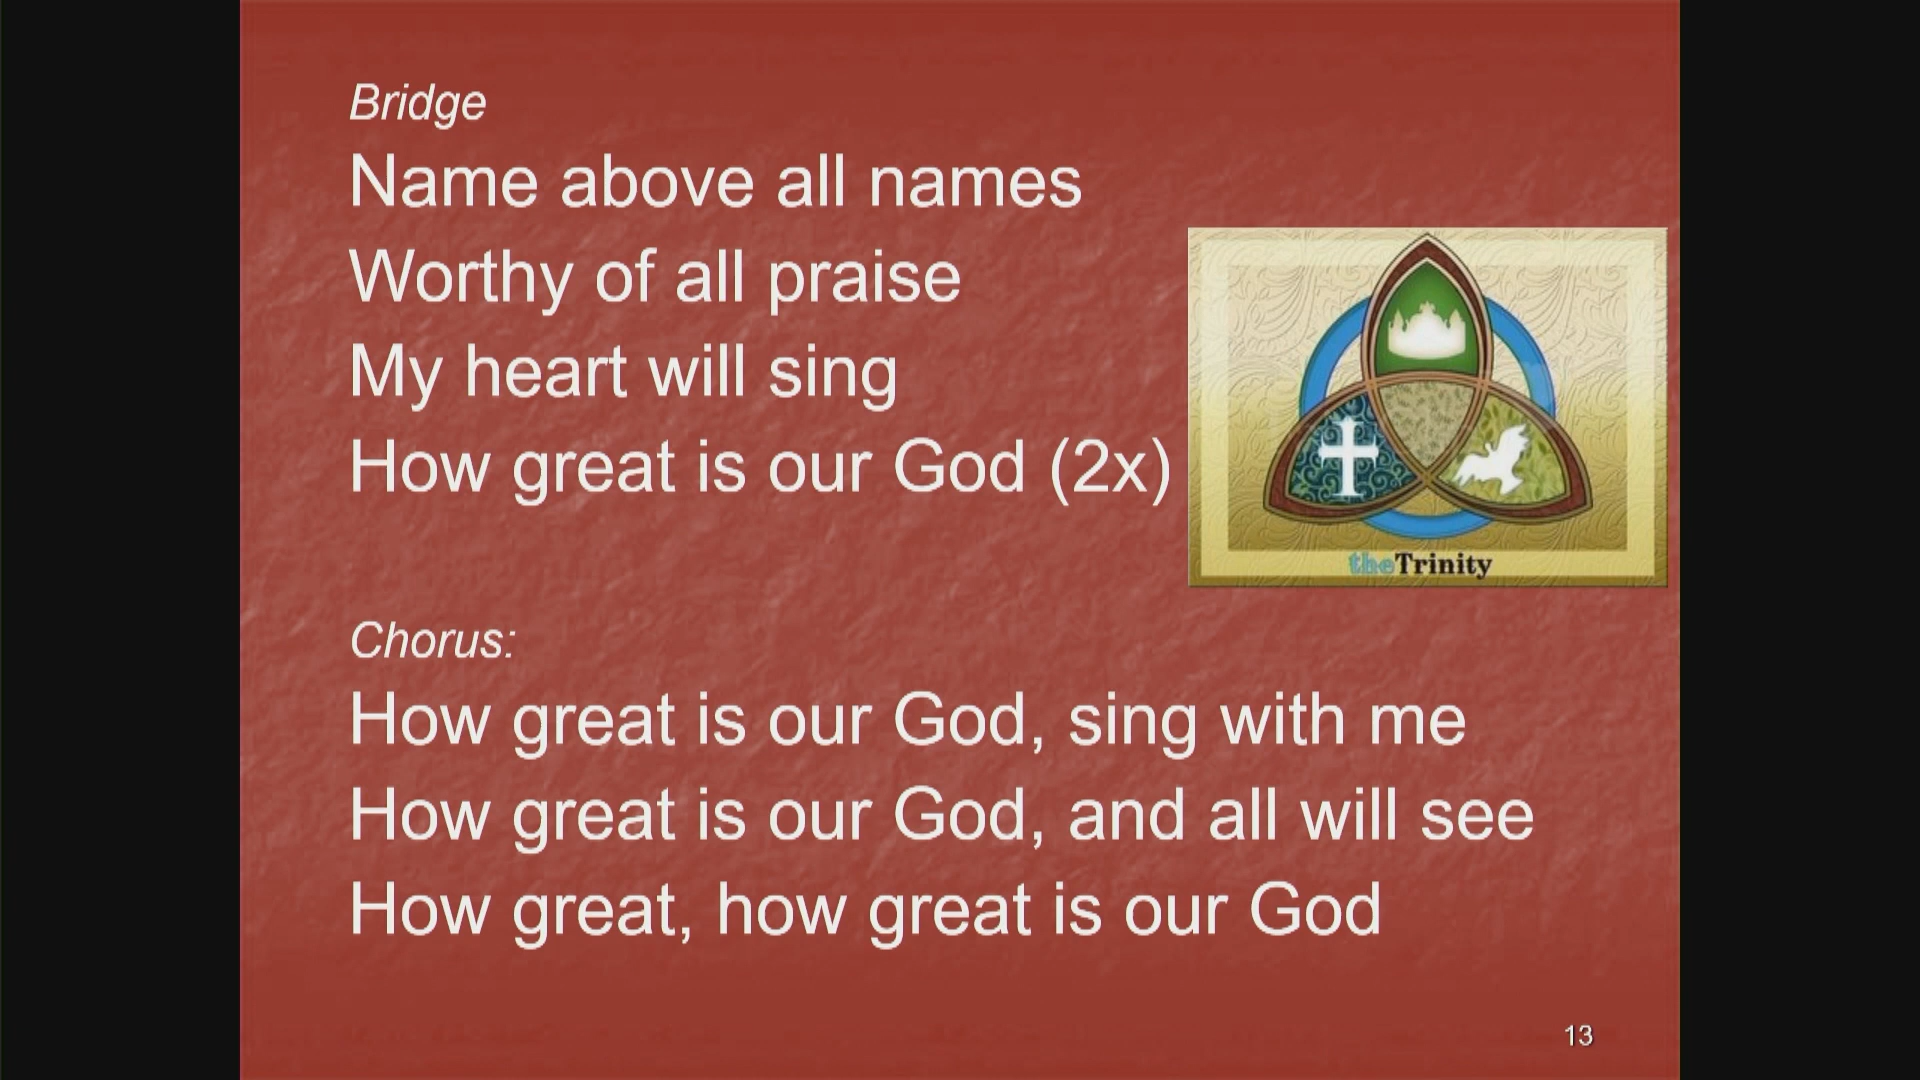 Bridge
Name above all names
Worthy of all praise
My heart will sing
How great is our God (2x)
theTrinity
Chorus:
How great is our God, sing with me
How great is our God, and all will see
How great, how great is our God
13